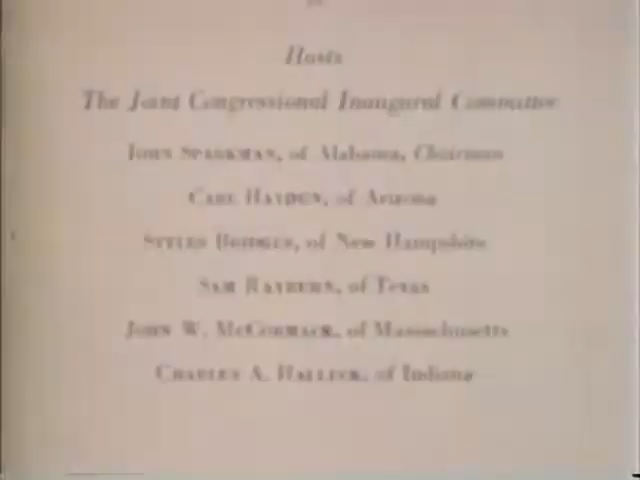 Hosts
The Joint Congressional Inaugural Committee
JOHN SPARKMAN, of Alabama, Chairman
CARL HAYDEN, of Arizona
STYLES BRIDGES, of New Hampshire
SAM RAYBURN, of Texas
JOHN W. McCORMACK, of Massachusetts
CHARLES A. HALLECK, of Indiana